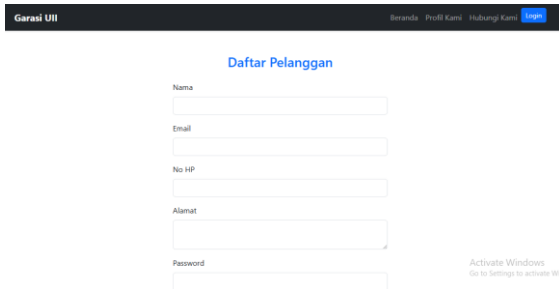 Garasi UII
Beranda Profil Kami Hubungi Kami Login
Daftar Pelanggan
Nama
Email
No HP
Alamat
Password
Activate Windows
Go to Settings to activate W